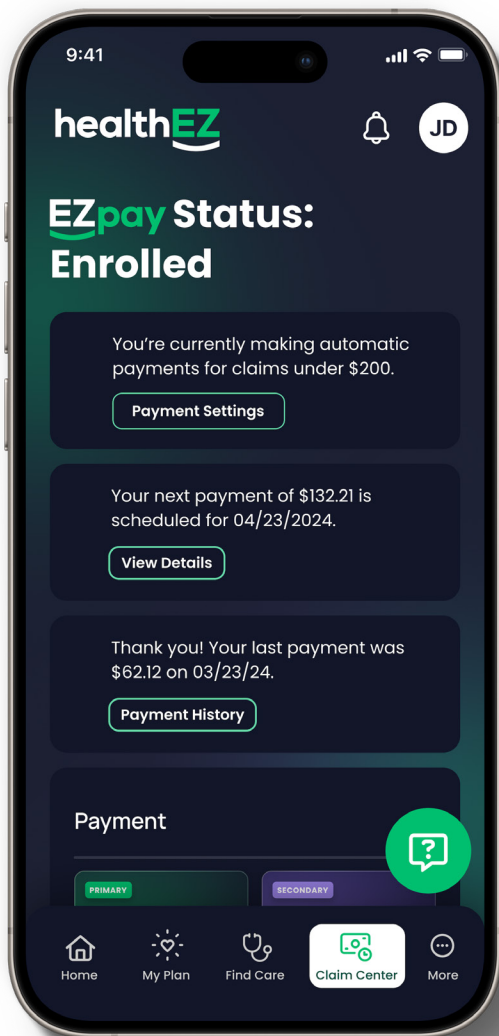 9:41
healthEZ
JD
EZpay Status:
Enrolled
You’re currently making automatic
payments for claims under $200.
Payment Settings
Your next payment of $132.21 is
scheduled for 04/23/2024.
View Details
Thank you! Your last payment was
$62.12 on 03/23/24.
Payment History
Payment
?
PRIMARY
SECONDARY
Home
My Plan
Find Care
Claim Center
More